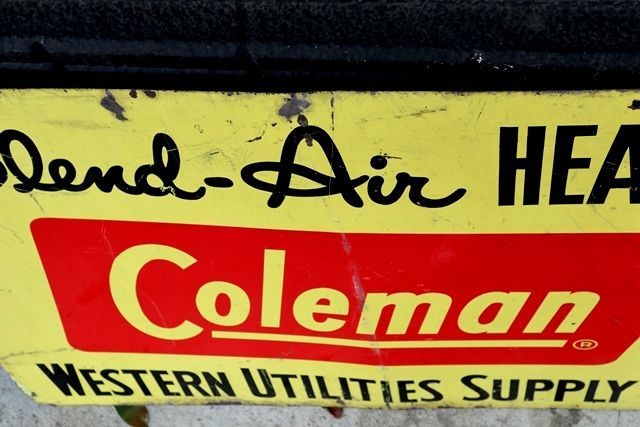 lend-Air HEA
Coleman®
WESTERN UTILITIES SUPPLY